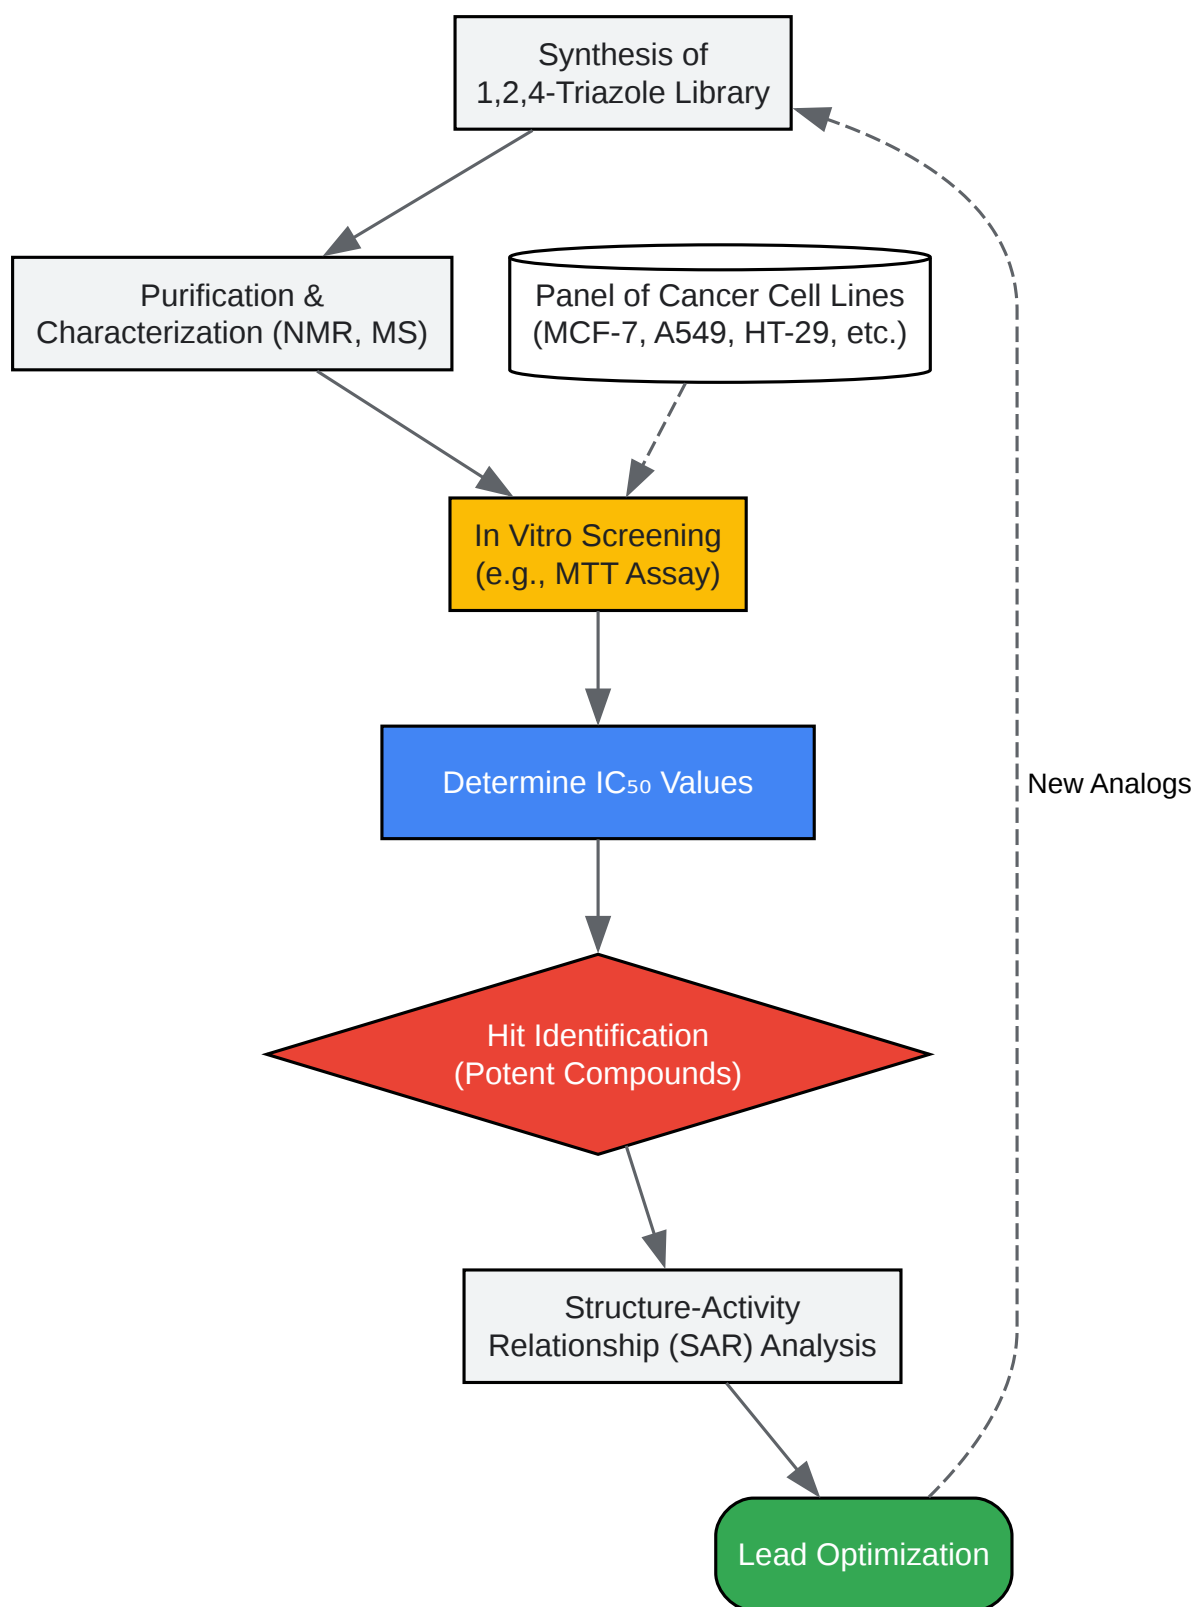 Synthesis of
1,2,4-Triazole Library
Purification &
Characterization (NMR, MS)
Panel of Cancer Cell Lines
(MCF-7, A549, HT-29, etc.)
In Vitro Screening
(e.g., MTT Assay)
Determine IC₅₀ Values
New Analogs
Hit Identification
(Potent Compounds)
Structure-Activity
Relationship (SAR) Analysis
Lead Optimization